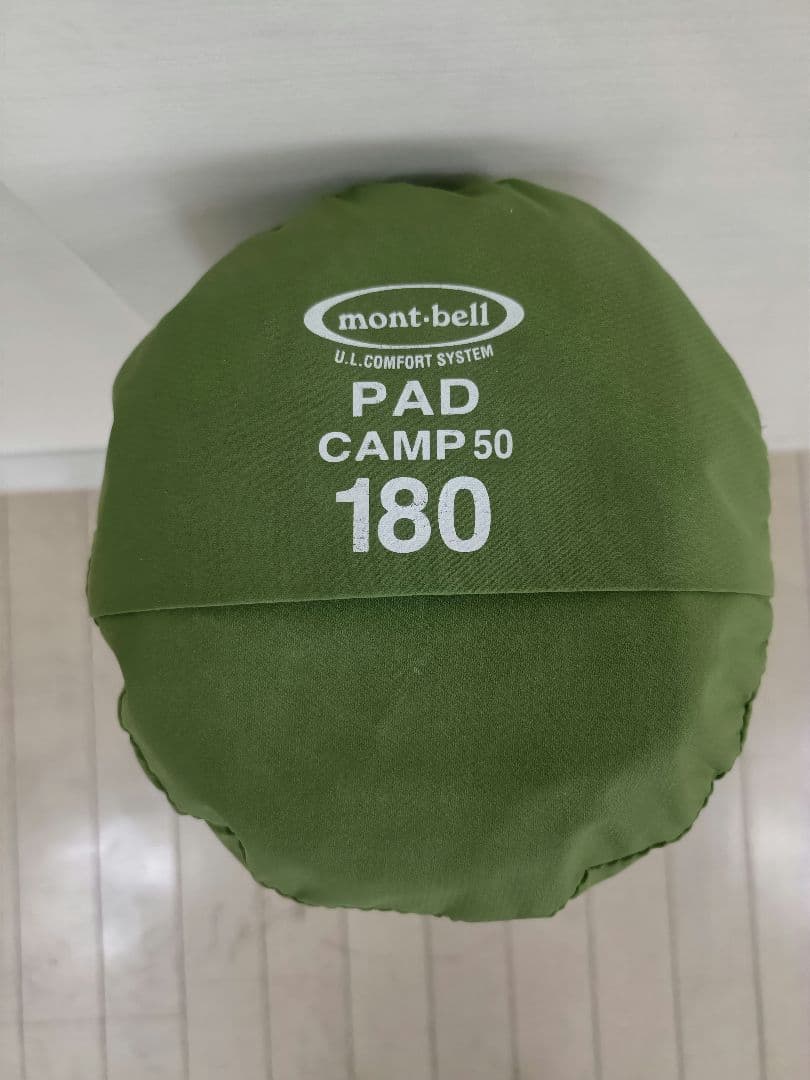 mont·bell
U.L.COMFORT SYSTEM
PAD
CAMP 50
180